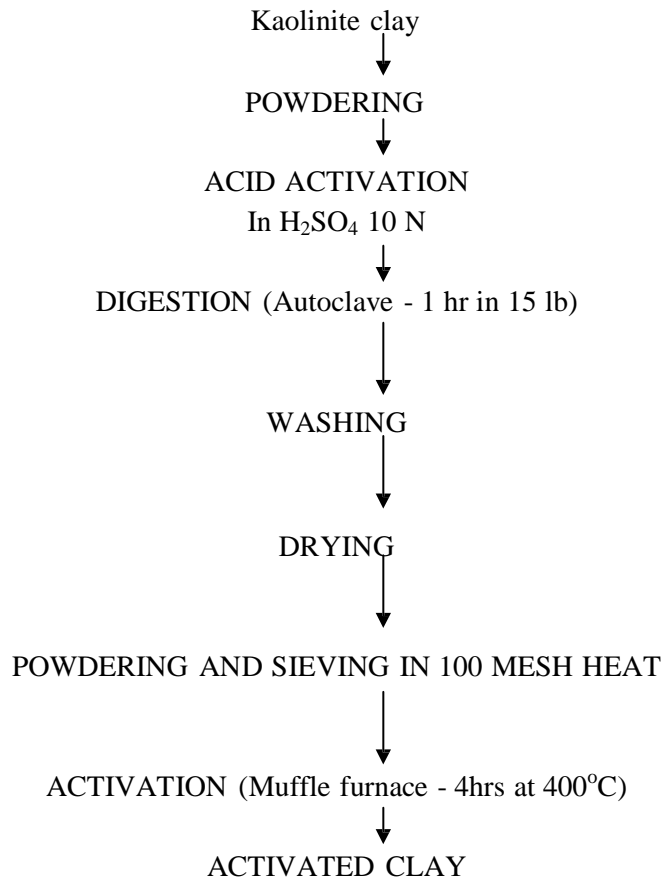 Kaolinite clay
POWDERING
ACID ACTIVATION
In H₂SO₄ 10 N
DIGESTION (Autoclave - 1 hr in 15 lb)
WASHING
DRYING
POWDERING AND SIEVING IN 100 MESH HEAT
ACTIVATION (Muffle furnace - 4hrs at 400°C)
ACTIVATED CLAY